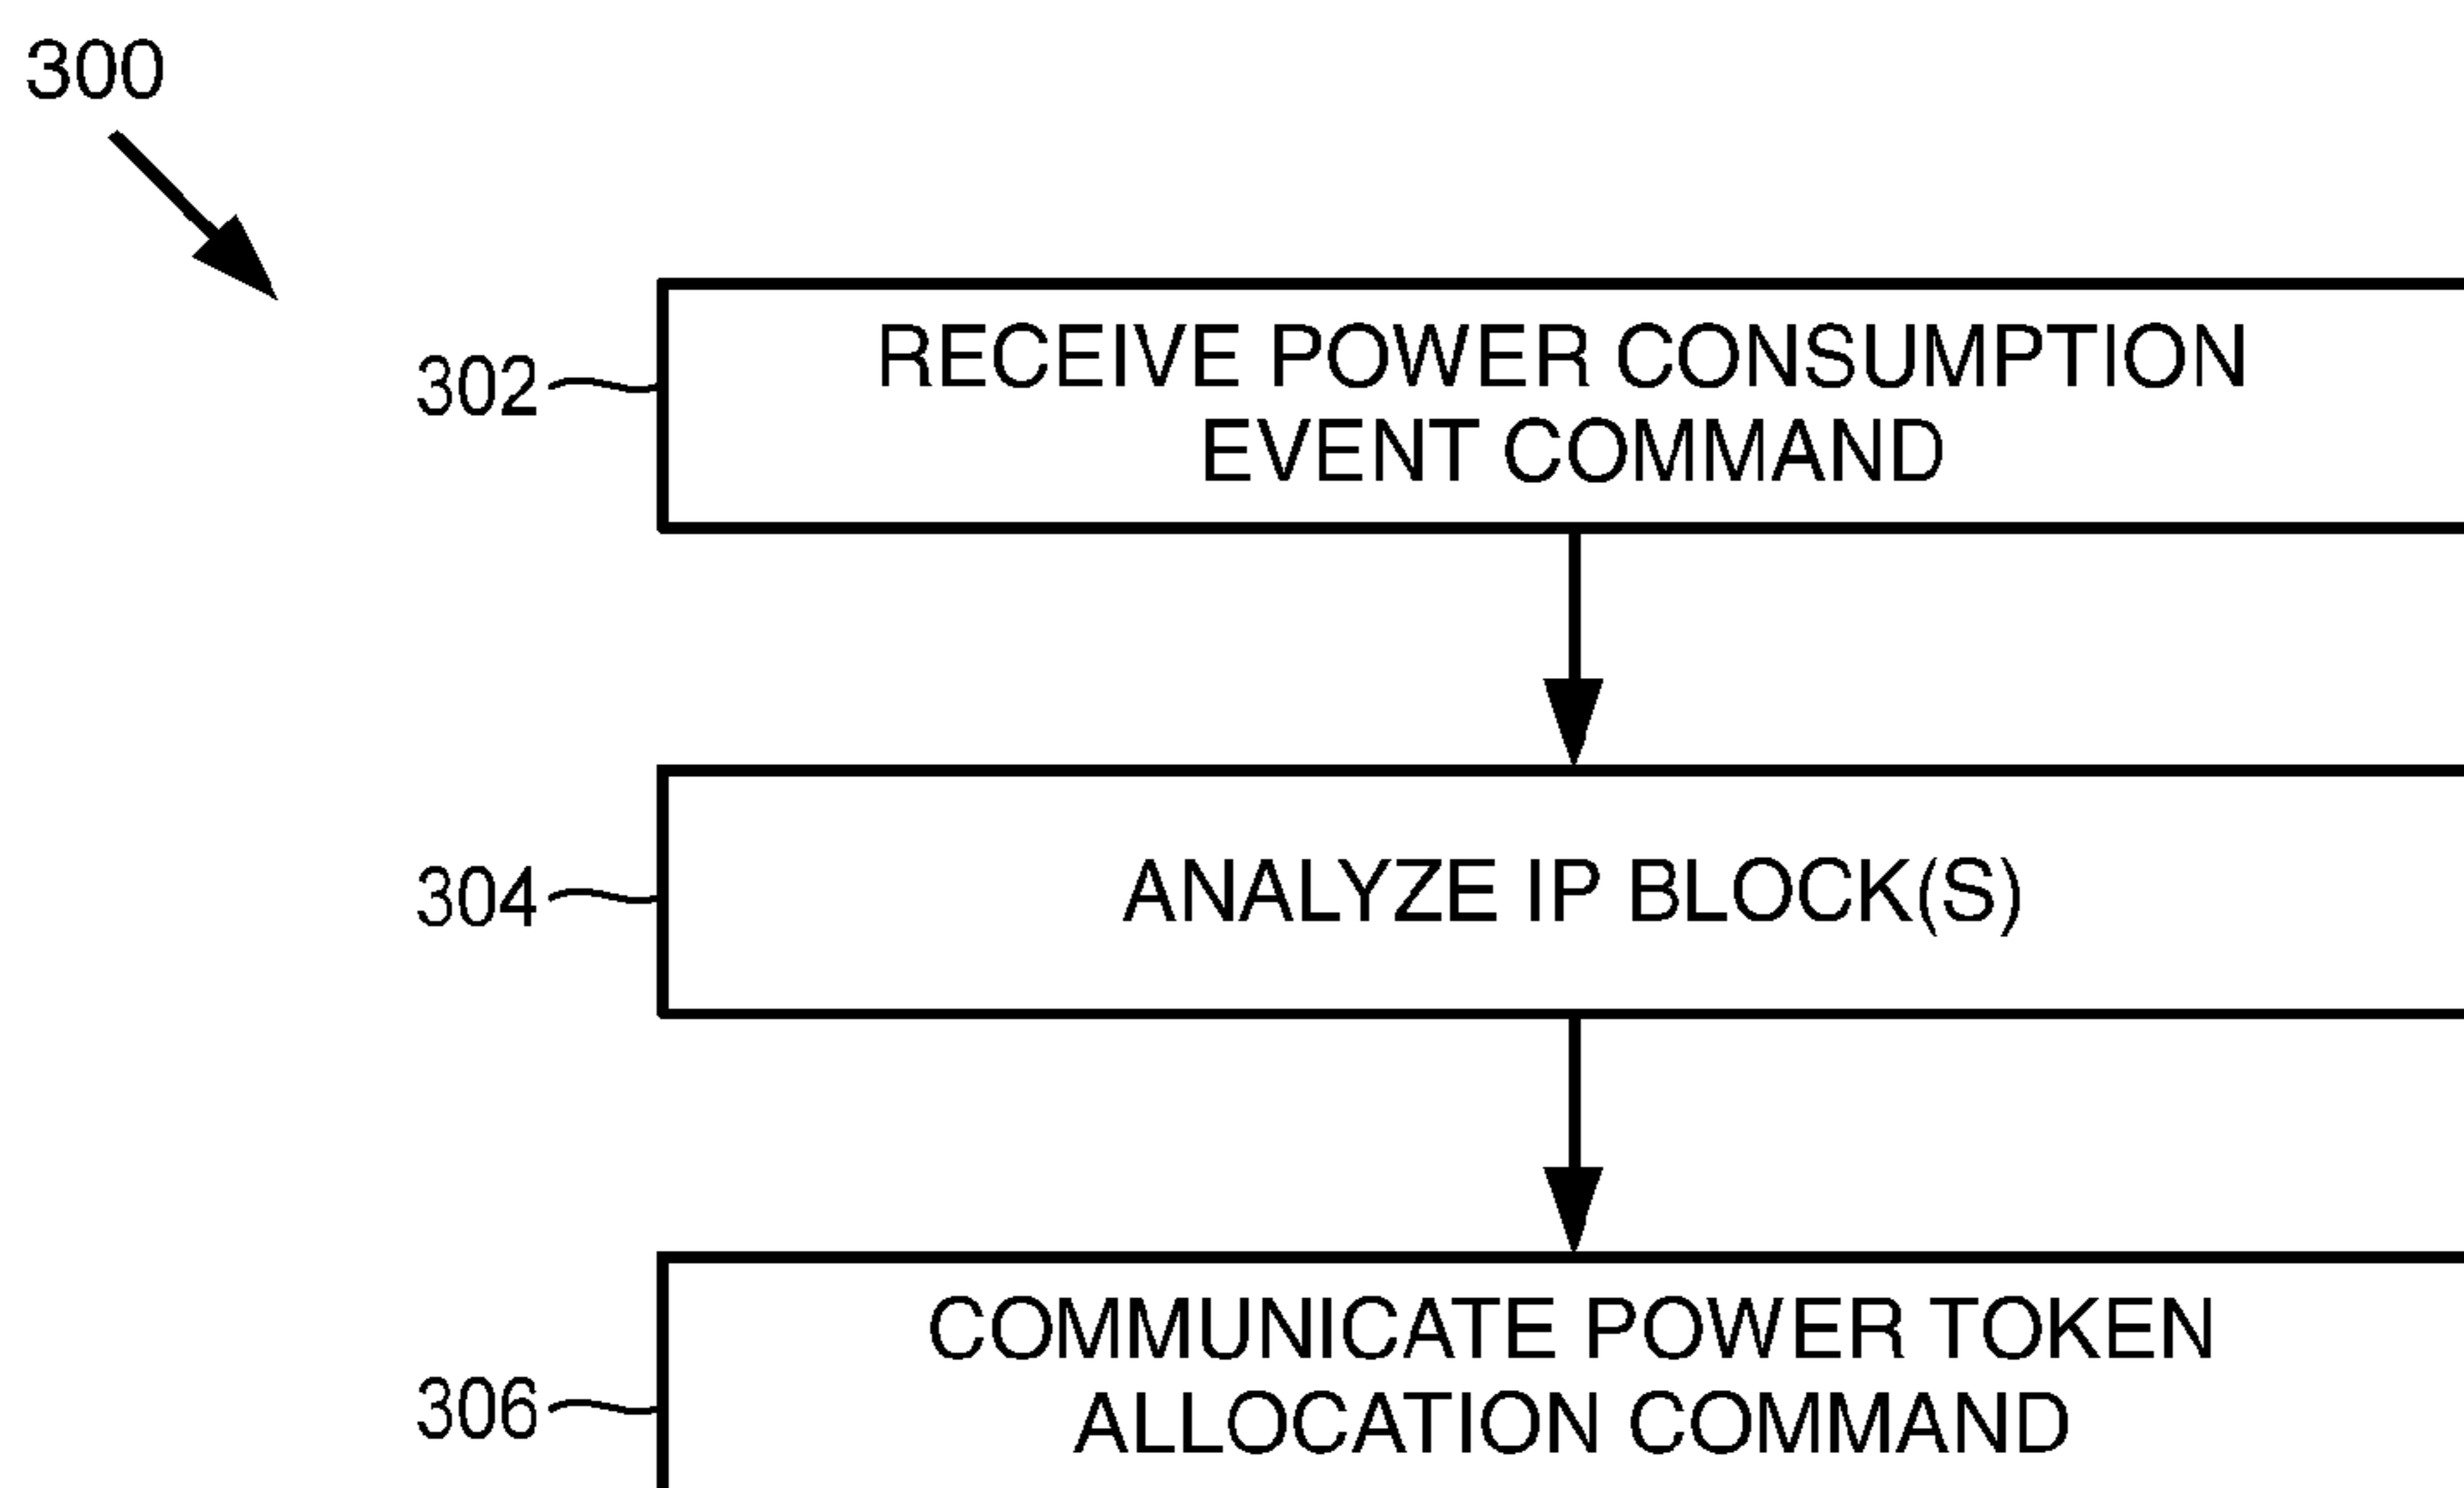 300
302
RECEIVE POWER CONSUMPTION
EVENT COMMAND
304
ANALYZE IP BLOCK(S)
306
COMMUNICATE POWER TOKEN
ALLOCATION COMMAND